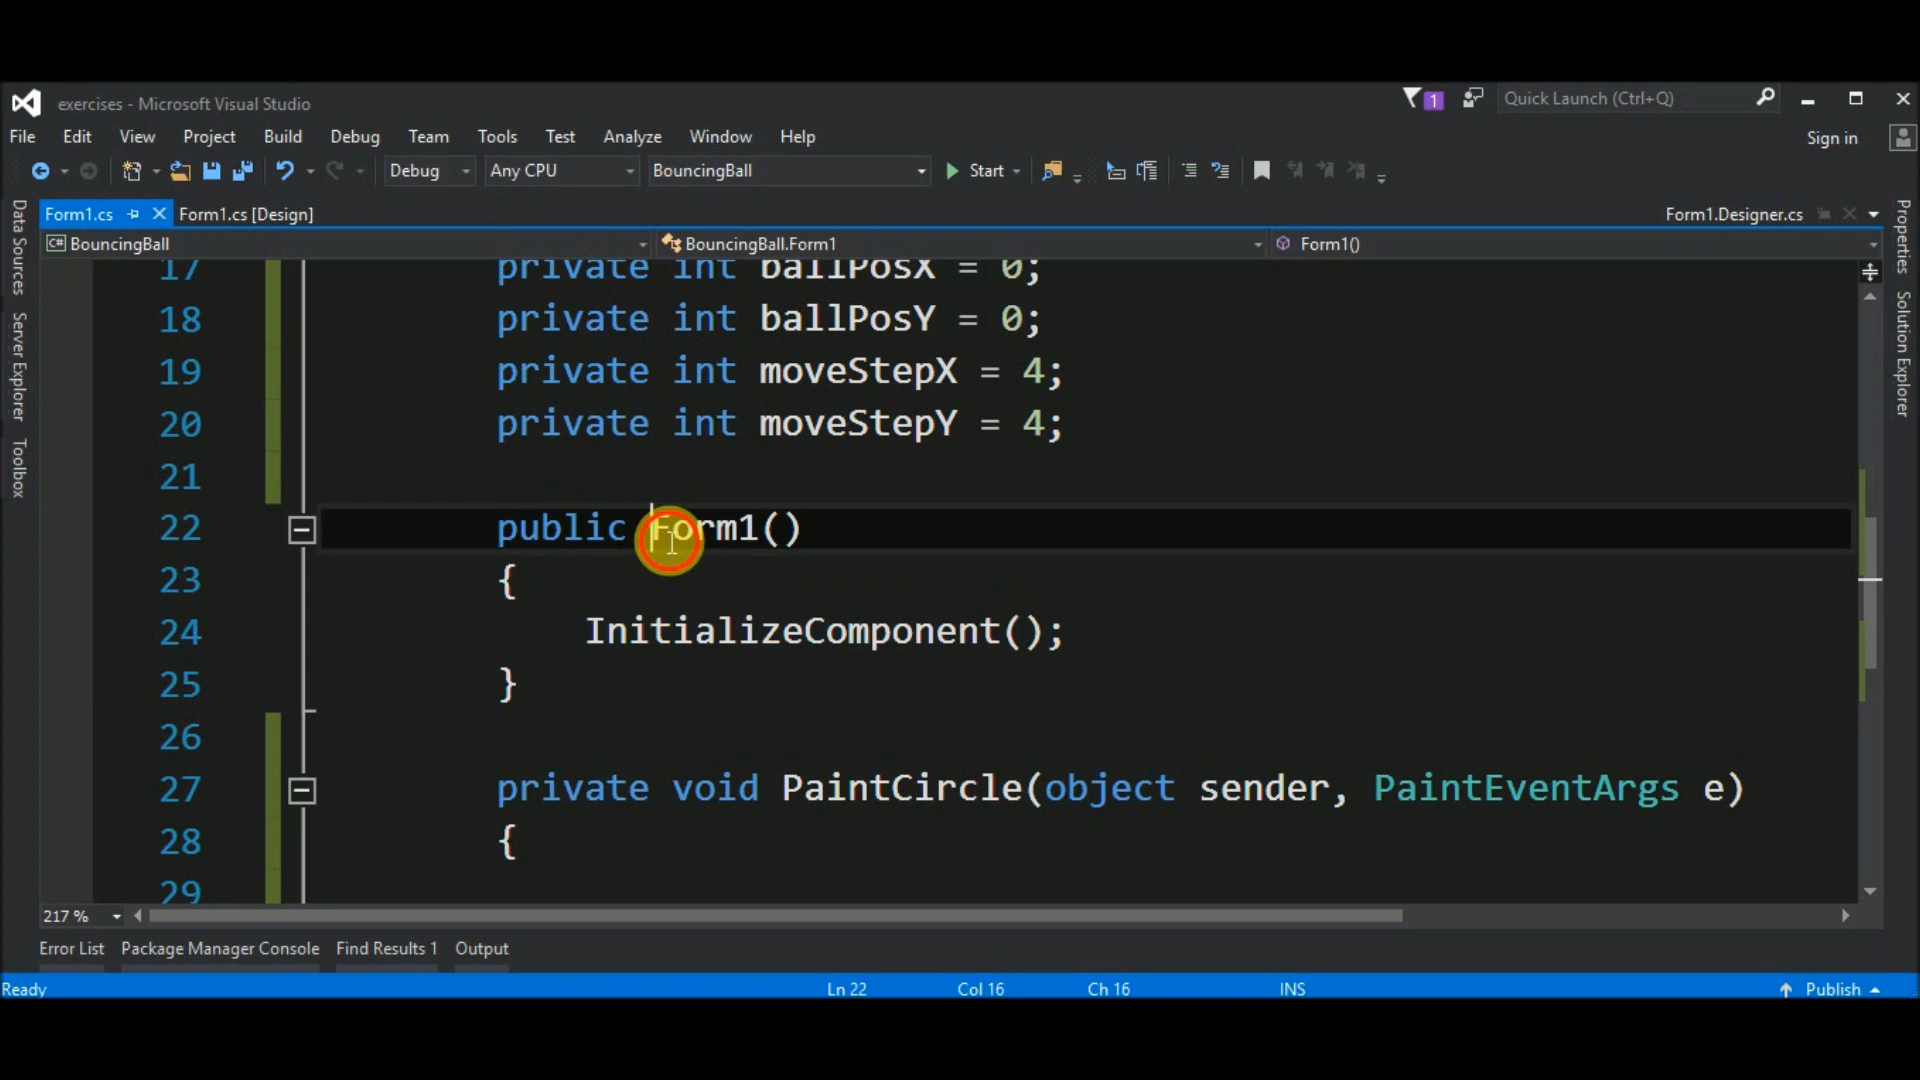 exercises - Microsoft Visual Studio
1
Quick Launch (Ctrl+Q)
File Edit View Project Build Debug Team Tools Test Analyze Window Help
Sign in
Debug Any CPU BouncingBall Start
Form1.cs Form1.cs [Design] Form1.Designer.cs
C# BouncingBall BouncingBall.Form1 Form1()
Data Sources
Server Explorer
Toolbox
Properties
Solution Explorer
17 private int ballPosX = 0;
18 private int ballPosY = 0;
19 private int moveStepX = 4;
20 private int moveStepY = 4;
21
22 public Form1()
23 {
24 InitializeComponent();
25 }
26
27 private void PaintCircle(object sender, PaintEventArgs e)
28 {
29
217 %
Error List Package Manager Console Find Results 1 Output
Ready Ln 22 Col 16 Ch 16 INS Publish